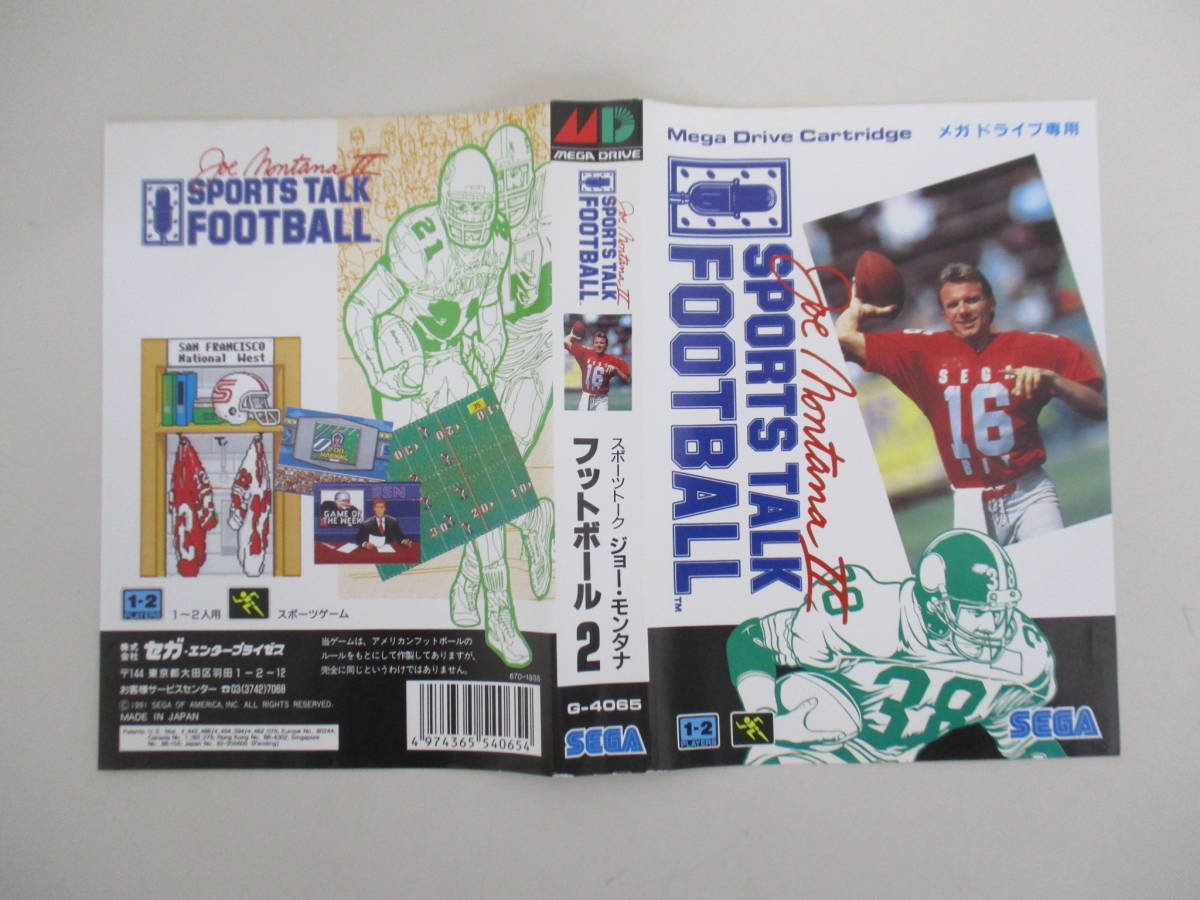 Joe Montana II
SPORTS TALK
FOOTBALL™
SAN FRANCISCO
National West
GAME OF
THE WEEK
1-2
PLAYERS
1～2人用
スポーツゲーム
株式会社 セガ・エンタープライゼス
〒144 東京都大田区羽田1-2-12
お客様サービスセンター ☎03(3742)7068
©1991 SEGA OF AMERICA, INC. ALL RIGHTS RESERVED.
MADE IN JAPAN
当ゲームは、アメリカンフットボールの
ルールをもとにして作製してありますが、
完全に同じというわけではありません。
670-1935
4 974365 540654
21
MEGA DRIVE
Joe Montana II
SPORTS TALK
FOOTBALL™
16
スポーツトーク ジョー・モンタナ
フットボール2
G-4065
SEGA
Mega Drive Cartridge
メガドライブ専用
SPORTS TALK
FOOTBALL™
Joe Montana II
SEGA
16
38
38
38
1-2
PLAYERS
SEGA